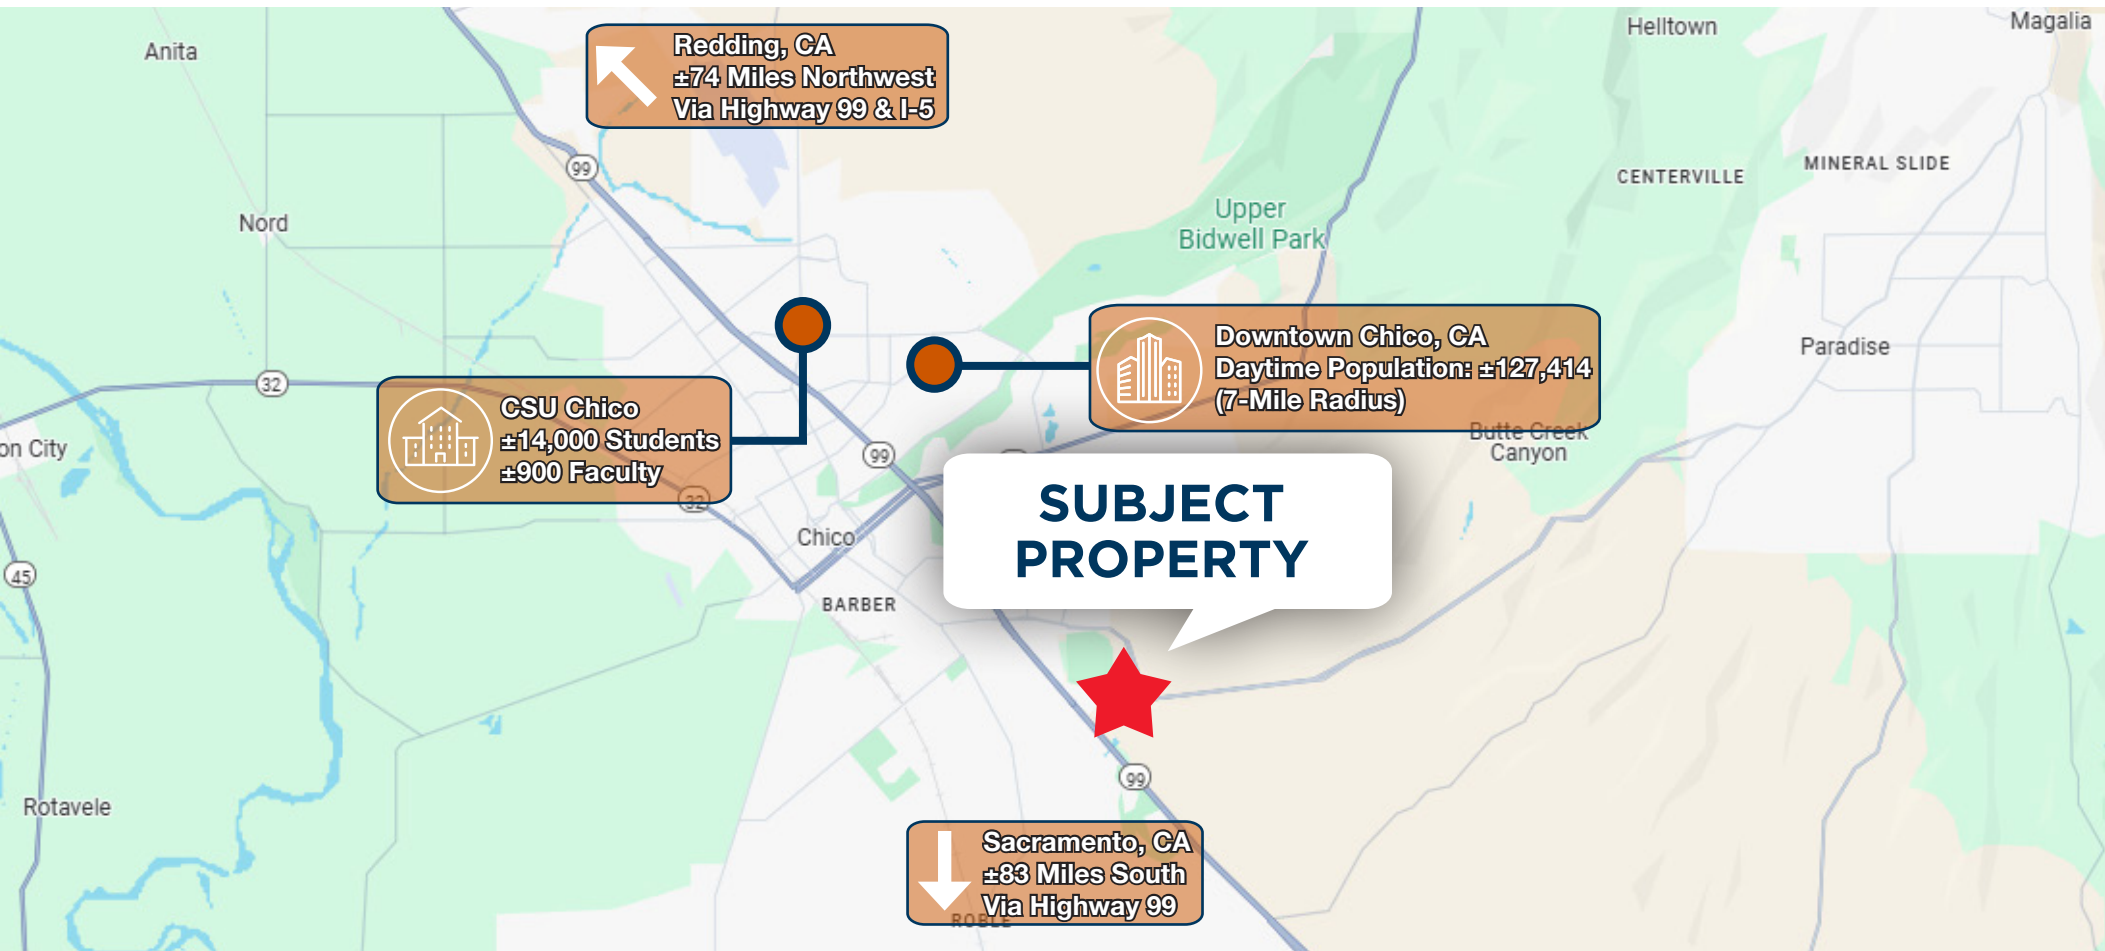 Anita
Redding, CA
±74 Miles Northwest
Via Highway 99 & I-5
Helltown
Magalia
99
CENTERVILLE
MINERAL SLIDE
Nord
Upper
Bidwell Park
Downtown Chico, CA
Daytime Population: ±127,414
(7-Mile Radius)
Paradise
32
CSU Chico
±14,000 Students
±900 Faculty
on City
99
Butte Creek
Canyon
32
SUBJECT
PROPERTY
Chico
45
BARBER
99
Rotavele
Sacramento, CA
±83 Miles South
Via Highway 99
ROBLE